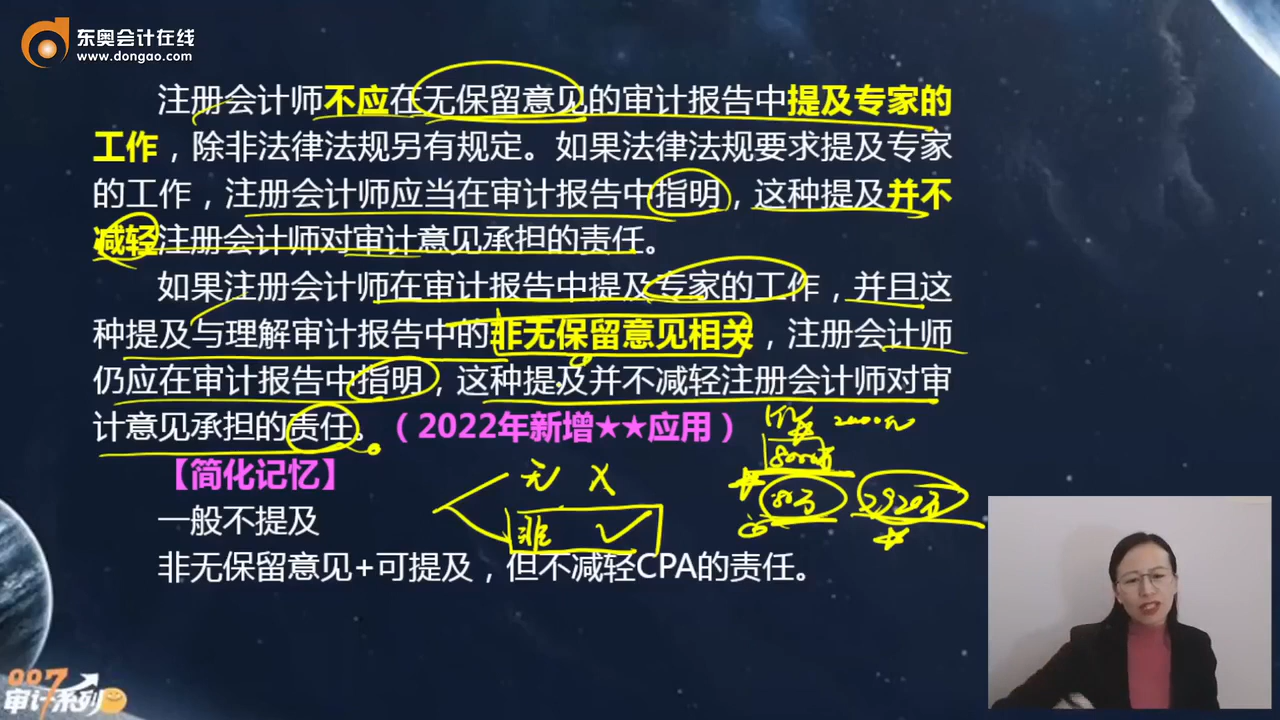 东奥会计在线
www.dongao.com
注册会计师不应在无保留意见的审计报告中提及专家的
工作，除非法律法规另有规定。如果法律法规要求提及专家
的工作，注册会计师应当在审计报告中指明，这种提及并不
减轻注册会计师对审计意见承担的责任。
如果注册会计师在审计报告中提及专家的工作，并且这
种提及与理解审计报告中的非无保留意见相关，注册会计师
仍应在审计报告中指明，这种提及并不减轻注册会计师对审
计意见承担的责任。（2022年新增★★应用）
【简化记忆】
无 X
一般不提及
非 ✓
非无保留意见+可提及，但不减轻CPA的责任。
007
审计系列